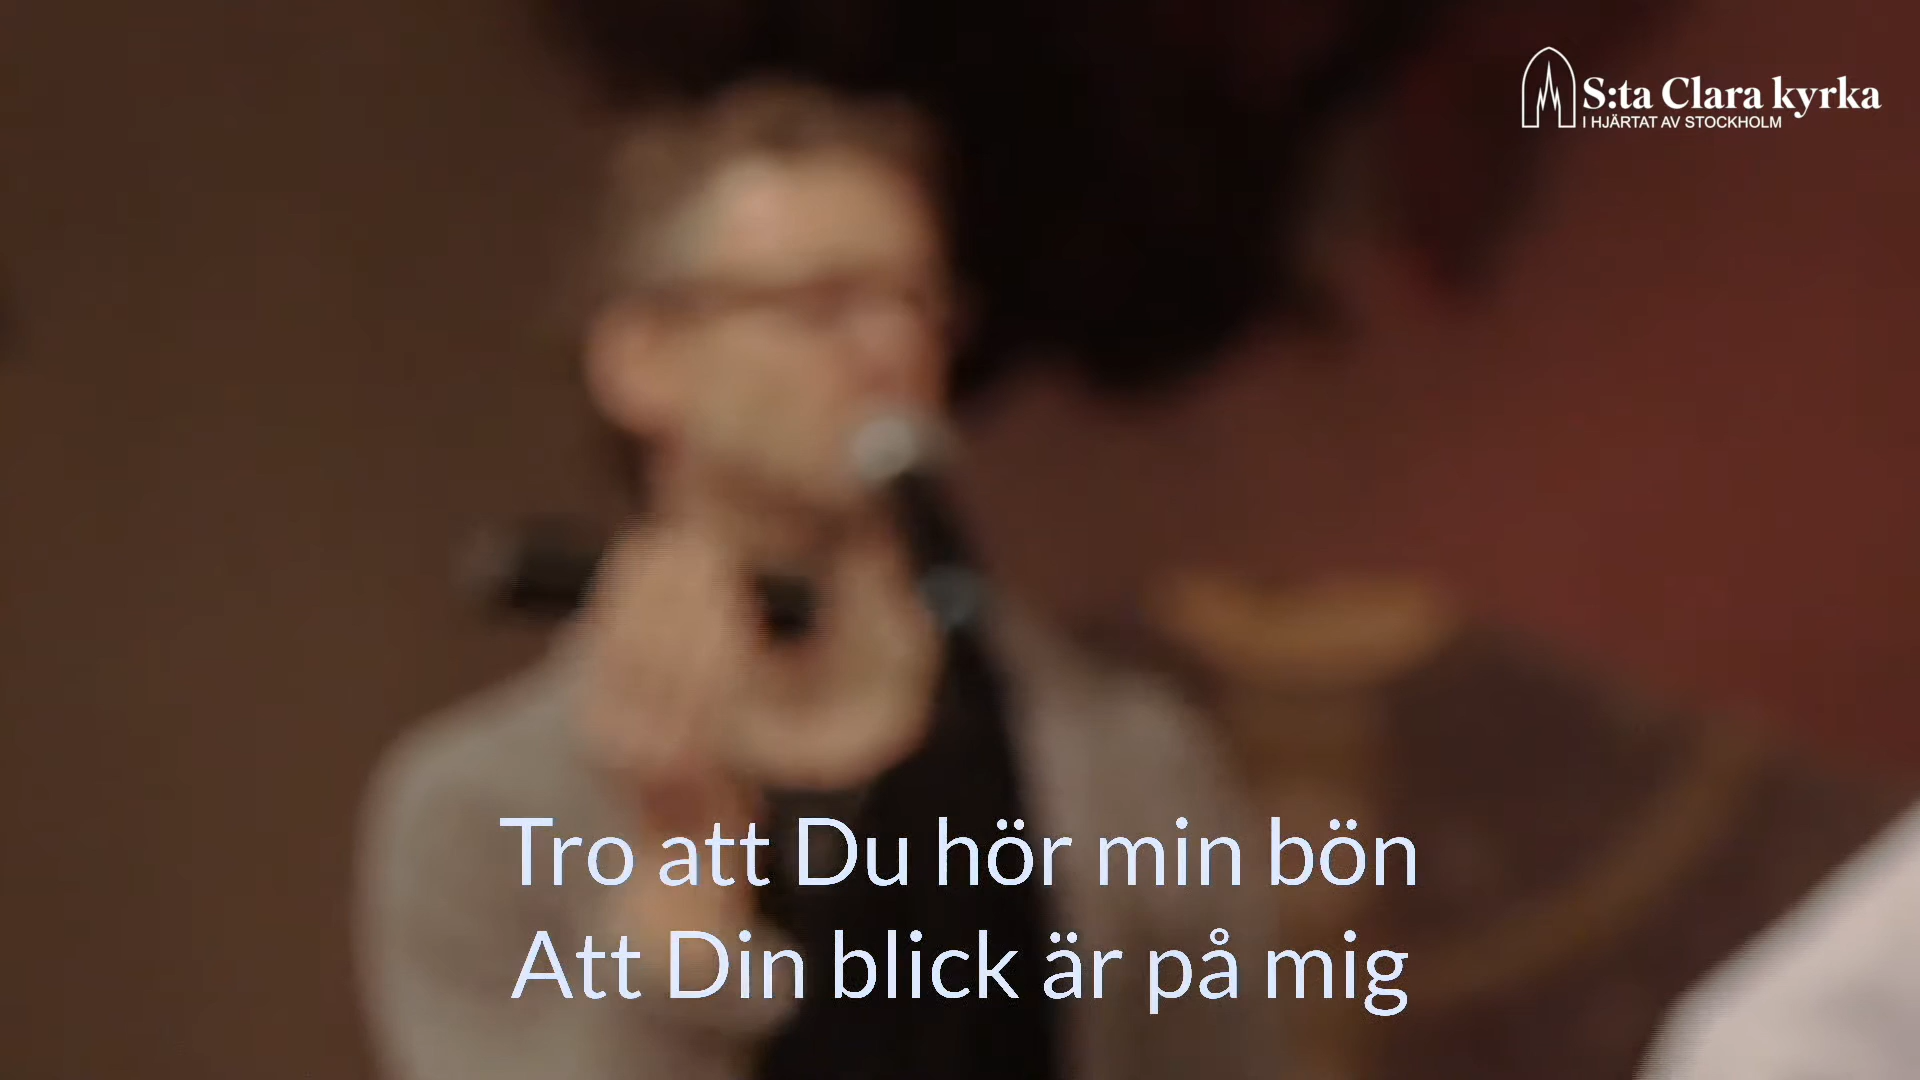 S:ta Clara kyrka
I HJÄRTAT AV STOCKHOLM
Tro att Du hör min bön
Att Din blick är på mig